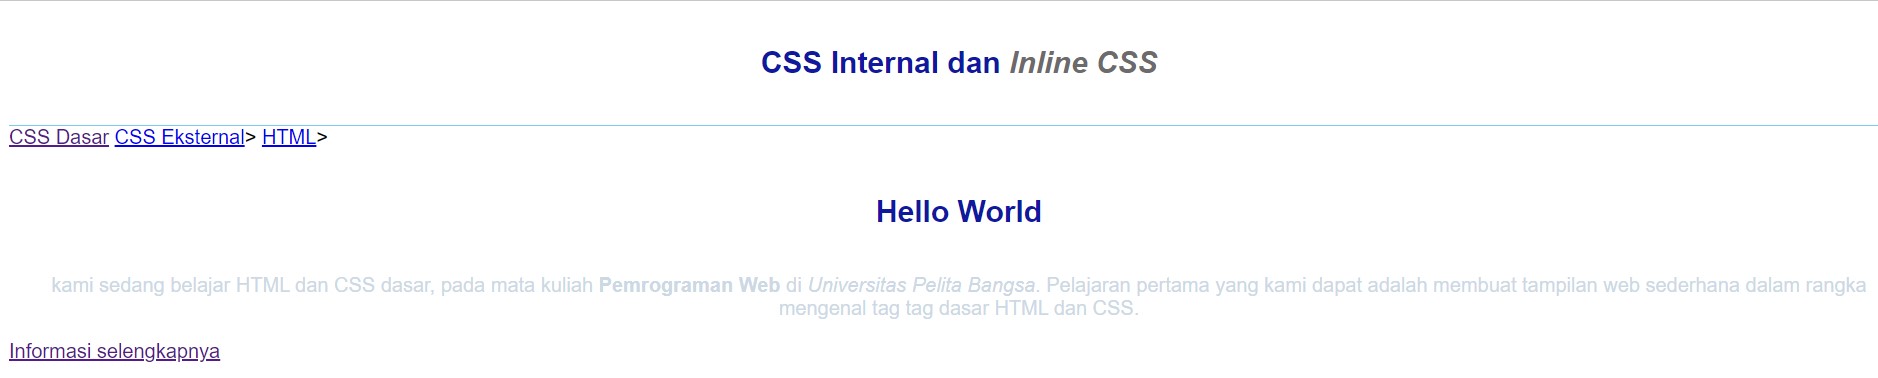 CSS Internal dan Inline CSS
CSS Dasar CSS Eksternal> HTML>
Hello World
kami sedang belajar HTML dan CSS dasar, pada mata kuliah Pemrograman Web di Universitas Pelita Bangsa. Pelajaran pertama yang kami dapat adalah membuat tampilan web sederhana dalam rangka
mengenal tag tag dasar HTML dan CSS.
Informasi selengkapnya